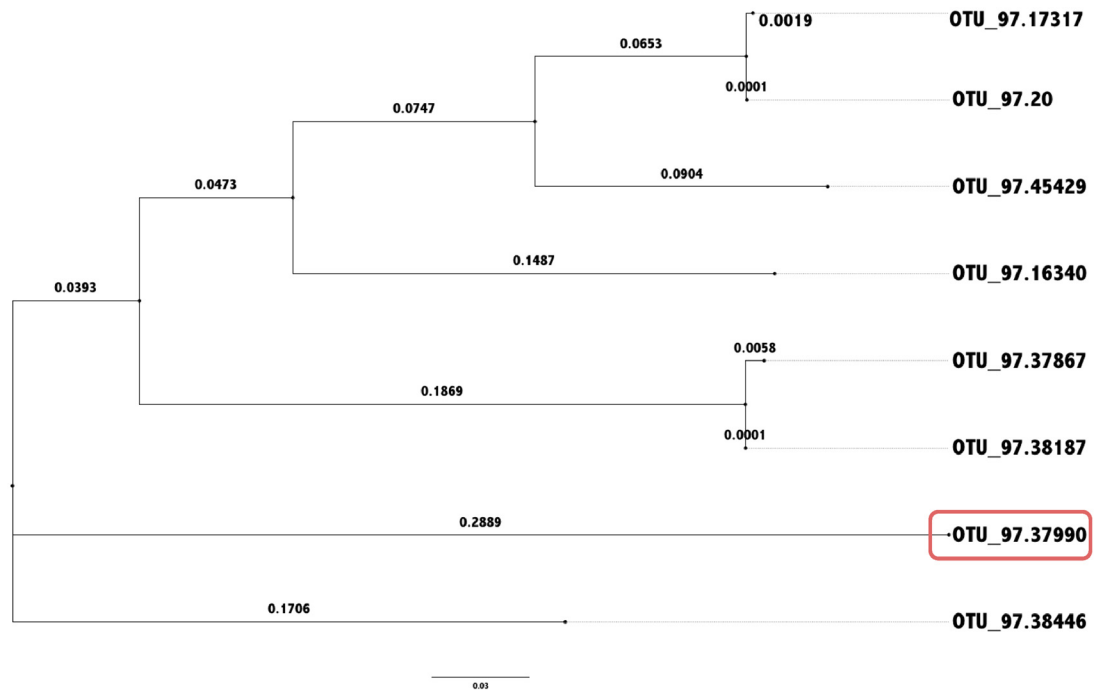 0.0019 OTU_97.17317
0.0653
0.0001 OTU_97.20
0.0747
0.0904 OTU_97.45429
0.0473
0.1487 OTU_97.16340
0.0393
0.0058 OTU_97.37867
0.1869
0.0001 OTU_97.38187
0.2889 OTU_97.37990
0.1706 OTU_97.38446
0.03